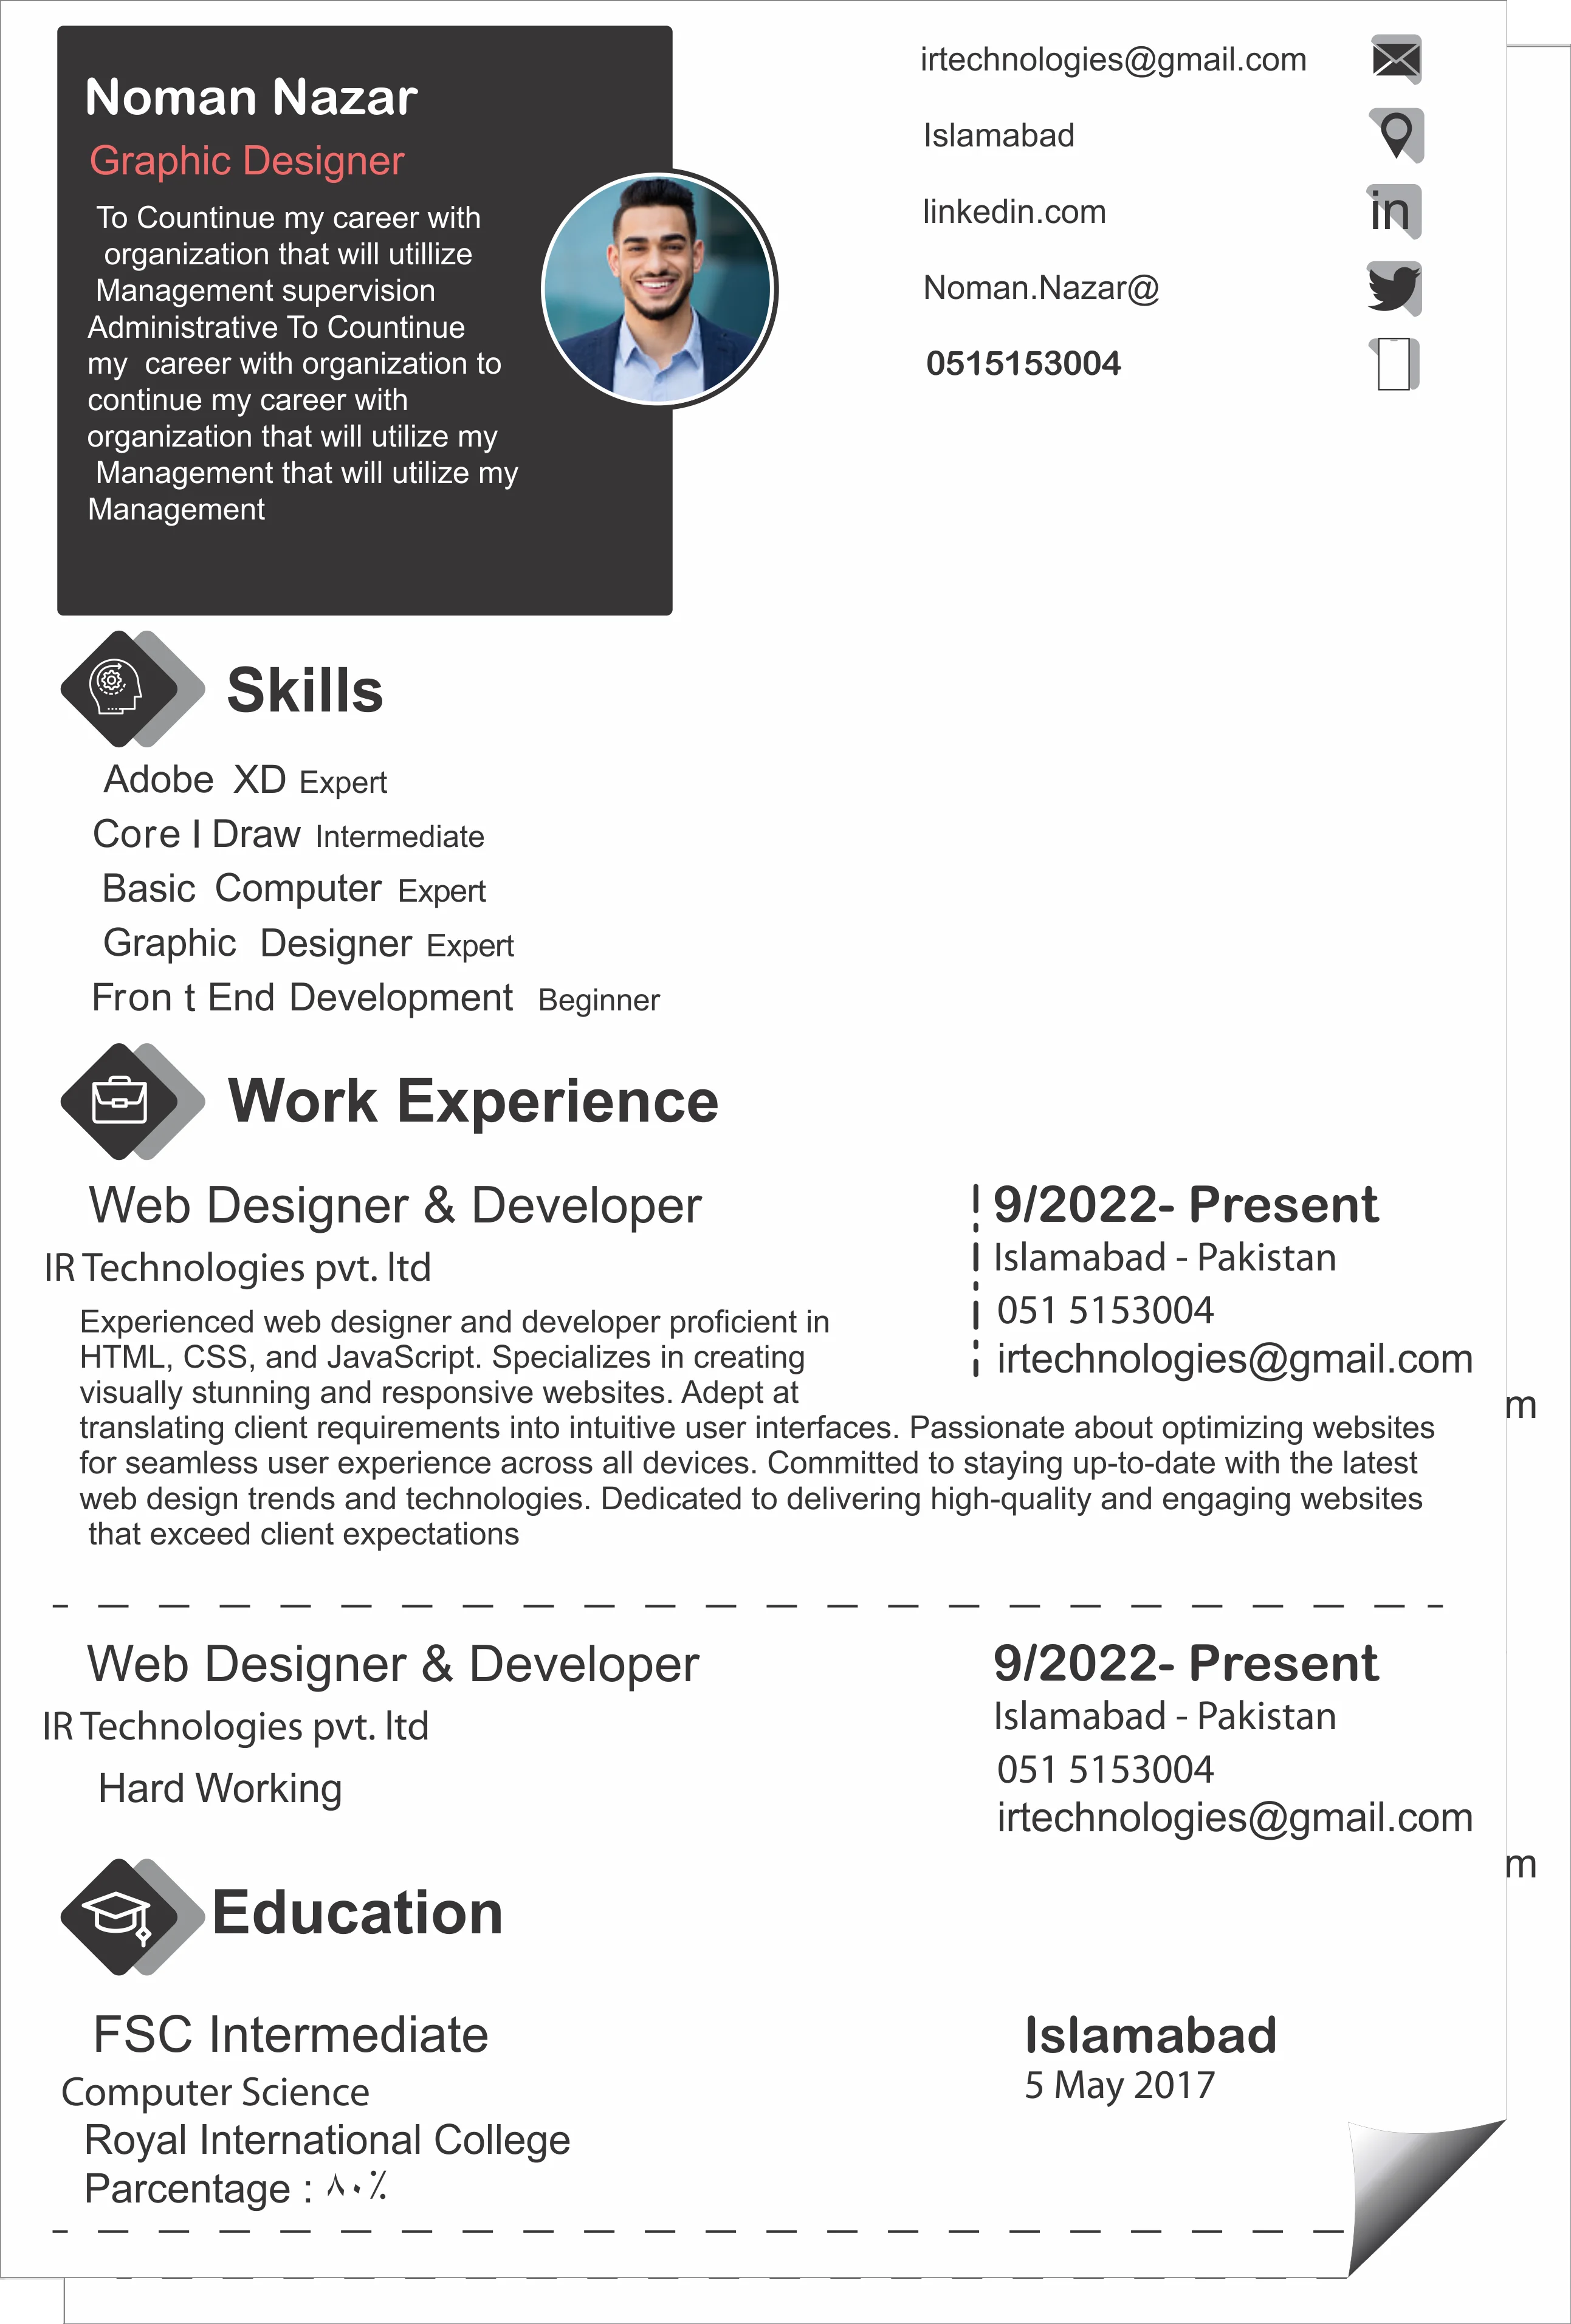 Noman Nazar
Graphic Designer
To Countinue my career with
organization that will utillize
Management supervision
Administrative To Countinue
my career with organization to
continue my career with
organization that will utilize my
Management that will utilize my
Management
irtechnologies@gmail.com
Islamabad
linkedin.com
in
Noman.Nazar@
0515153004
Skills
Adobe XD Expert
Core l Draw Intermediate
Basic Computer Expert
Graphic Designer Expert
Fron t End Development Beginner
Work Experience
Web Designer & Developer
IR Technologies pvt. ltd
9/2022- Present
Islamabad - Pakistan
051 5153004
irtechnologies@gmail.com
m
Experienced web designer and developer proficient in
HTML, CSS, and JavaScript. Specializes in creating
visually stunning and responsive websites. Adept at
translating client requirements into intuitive user interfaces. Passionate about optimizing websites
for seamless user experience across all devices. Committed to staying up-to-date with the latest
web design trends and technologies. Dedicated to delivering high-quality and engaging websites
that exceed client expectations
Web Designer & Developer
IR Technologies pvt. ltd
Hard Working
9/2022- Present
Islamabad - Pakistan
051 5153004
irtechnologies@gmail.com
m
Education
FSC Intermediate
Computer Science
Royal International College
Parcentage : ٨٠٪
Islamabad
5 May 2017